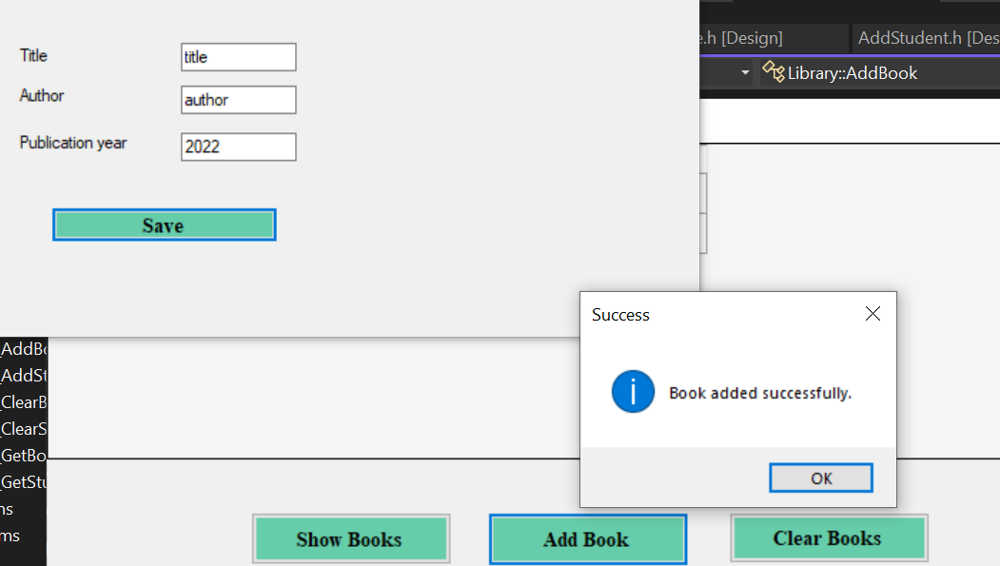 Title
title
Author
author
Publication year
2022
Save
e.h [Design]
AddStudent.h [Des
Library::AddBook
Success
Book added successfully.
OK
_AddBo
_AddSt
_ClearB
_ClearS
_GetBo
_GetStu
ns
ms
Show Books
Add Book
Clear Books